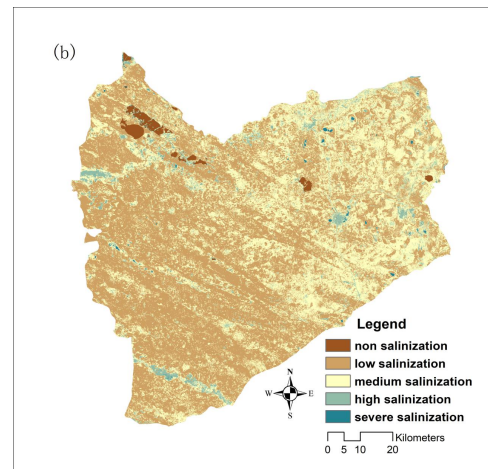 (b)
N
W E
S
Legend
non salinization
low salinization
medium salinization
high salinization
severe salinization
Kilometers
0 5 10 20